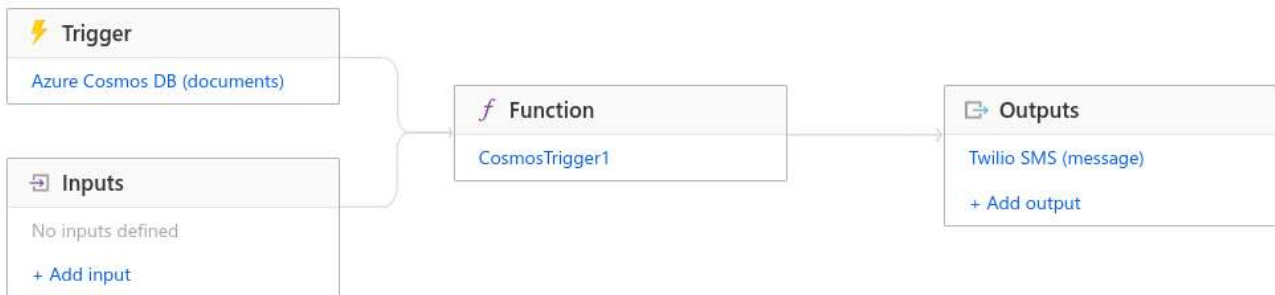 Trigger
Azure Cosmos DB (documents)
Inputs
No inputs defined
+ Add input
Function
CosmosTrigger1
Outputs
Twilio SMS (message)
+ Add output